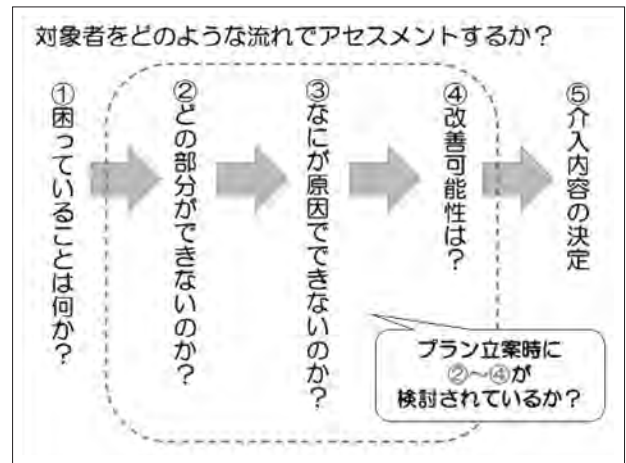 対象者をどのような流れでアセスメントするか？
①困っていることは何か？
②どの部分ができないのか？
③なにが原因でできないのか？
④改善可能性は？
⑤介入内容の決定
プラン立案時に
②～④が
検討されているか？